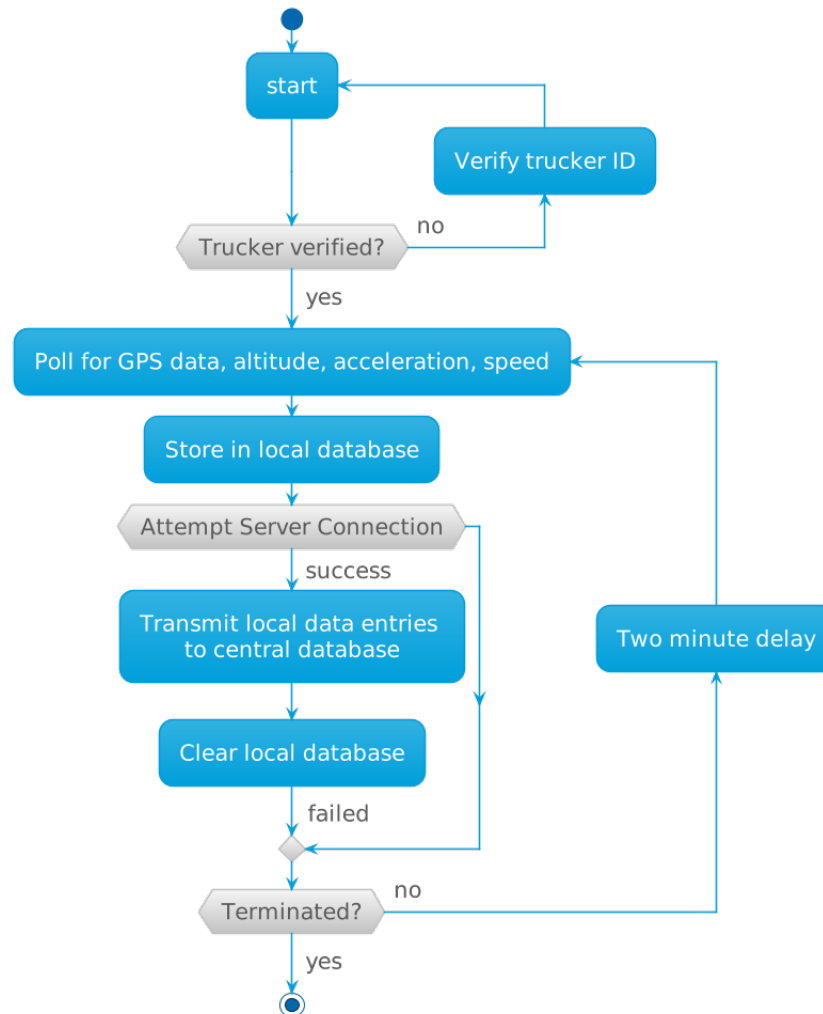 start
Verify trucker ID
no
Trucker verified?
yes
Poll for GPS data, altitude, acceleration, speed
Store in local database
Attempt Server Connection
success
Transmit local data entries
to central database
Two minute delay
Clear local database
failed
no
Terminated?
yes